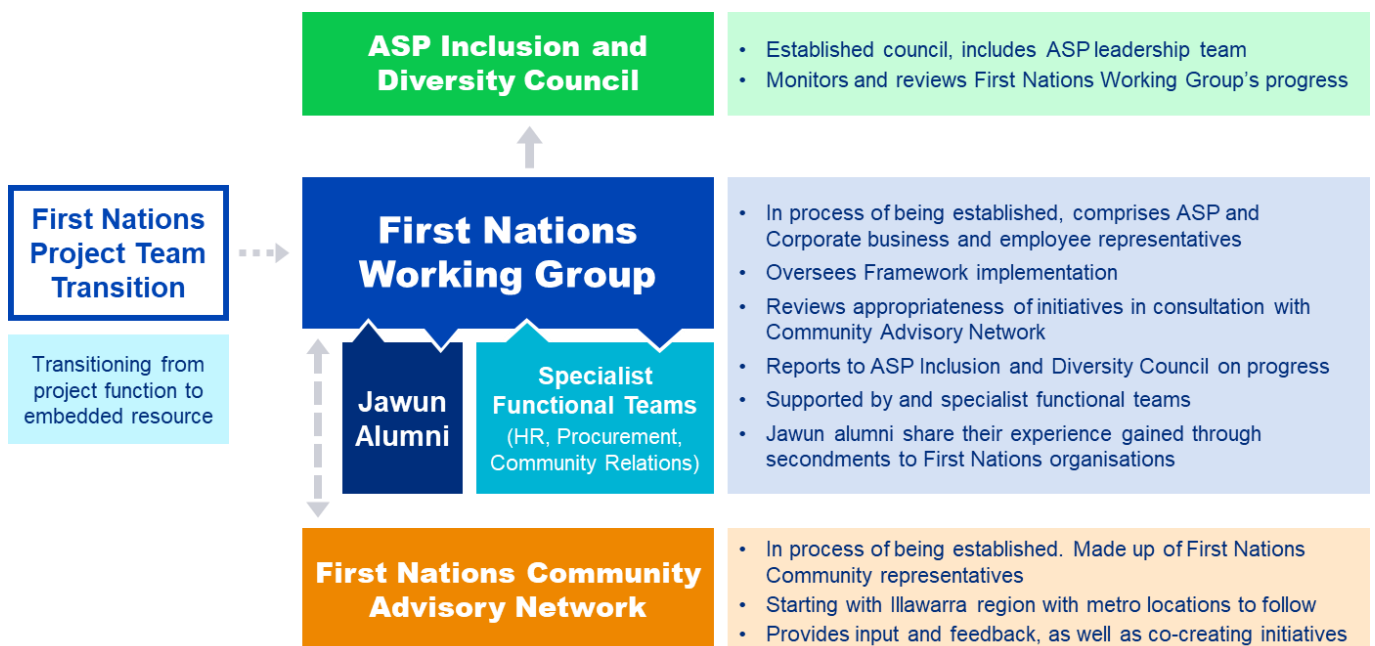 ASP Inclusion and
Diversity Council
• Established council, includes ASP leadership team
• Monitors and reviews First Nations Working Group's progress
First Nations
Project Team
Transition
Transitioning from
project function to
embedded resource
First Nations
Working Group
Jawun
Alumni
Specialist
Functional Teams
(HR, Procurement,
Community Relations)
• In process of being established, comprises ASP and
Corporate business and employee representatives
• Oversees Framework implementation
• Reviews appropriateness of initiatives in consultation with
Community Advisory Network
• Reports to ASP Inclusion and Diversity Council on progress
• Supported by and specialist functional teams
• Jawun alumni share their experience gained through
secondments to First Nations organisations
First Nations Community
Advisory Network
• In process of being established. Made up of First Nations
Community representatives
• Starting with Illawarra region with metro locations to follow
• Provides input and feedback, as well as co-creating initiatives